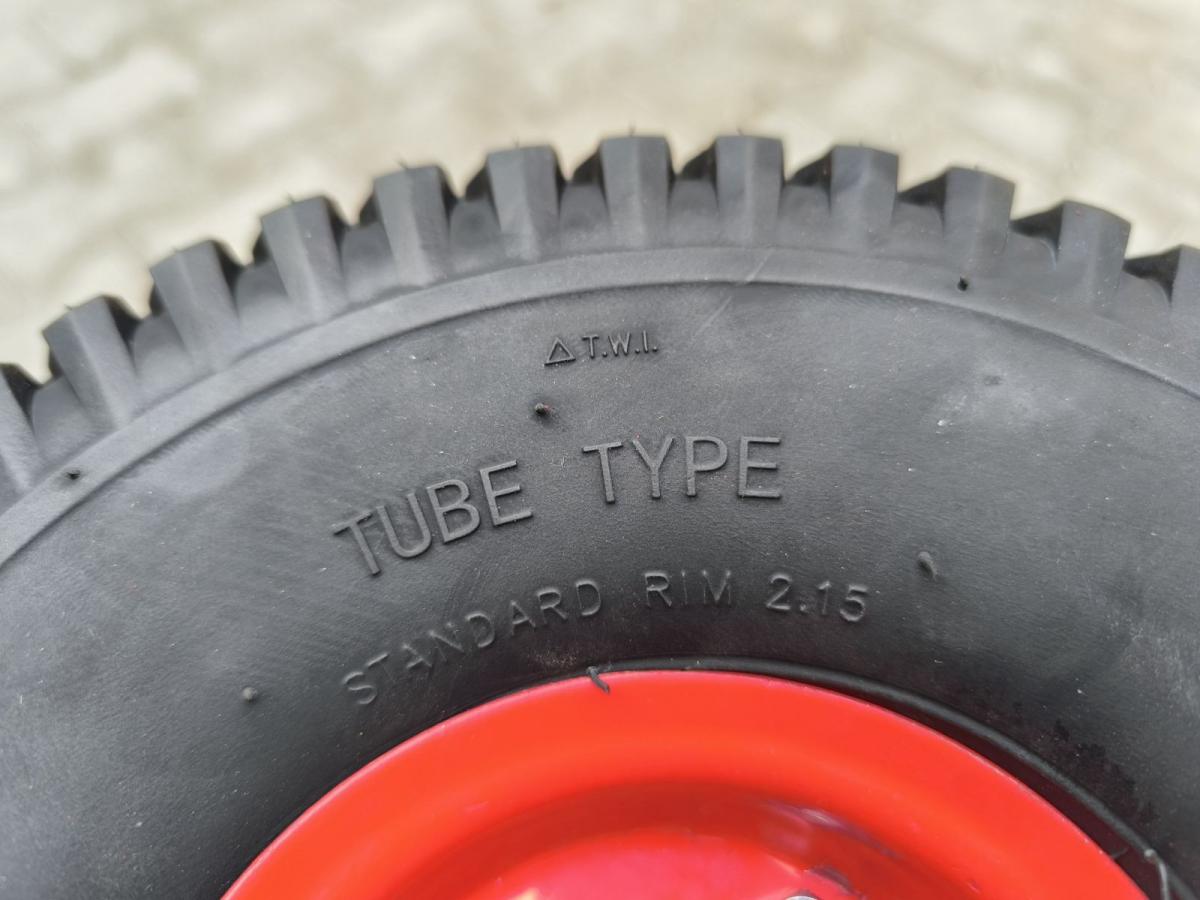 △ T.W.I.
TUBE TYPE
STANDARD RIM 2.15